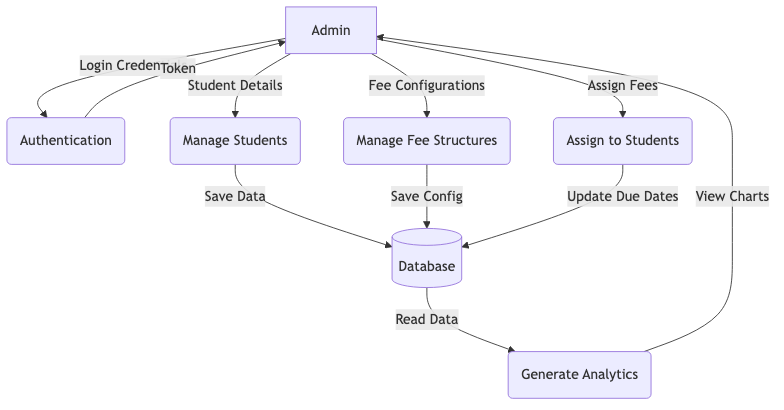 Admin
Login Creden
Token
Student Details
Fee Configurations
Assign Fees
Authentication
Manage Students
Manage Fee Structures
Assign to Students
Save Data
Save Config
Update Due Dates
View Charts
Database
Read Data
Generate Analytics